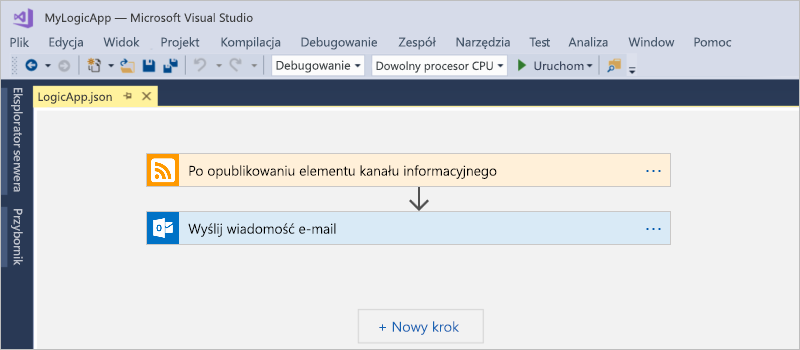 MyLogicApp — Microsoft Visual Studio
Plik Edycja Widok Projekt Kompilacja Debugowanie Zespół Narzędzia Test Analiza Window Pomoc
Debugowanie Dowolny procesor CPU Uruchom
LogicApp.json
Eksplorator serwera
Przybornik
Po opublikowaniu elementu kanału informacyjnego ...
Wyślij wiadomość e-mail ...
+ Nowy krok